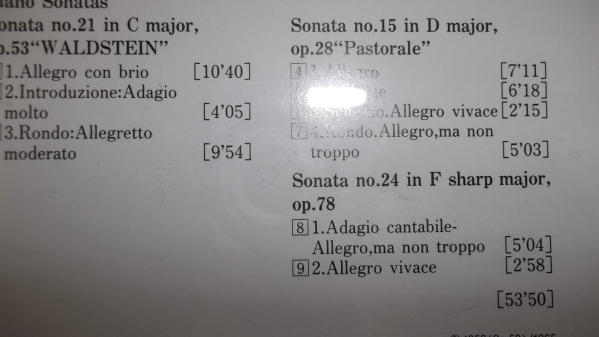 Sonatas
onata no.21 in C major,
p.53“WALDSTEIN”
1.Allegro con brio [10'40]
2.Introduzione:Adagio
molto [4'05]
3.Rondo:Allegretto
moderato [9'54]
Sonata no.15 in D major,
op.28“Pastorale”
4 [7'11]
[6'18]
Allegro vivace [2'15]
7 4.Rondo.Allegro,ma non
troppo [5'03]
Sonata no.24 in F sharp major,
op.78
8 1.Adagio cantabile-
Allegro,ma non troppo [5'04]
9 2.Allegro vivace [2'58]
[53'50]